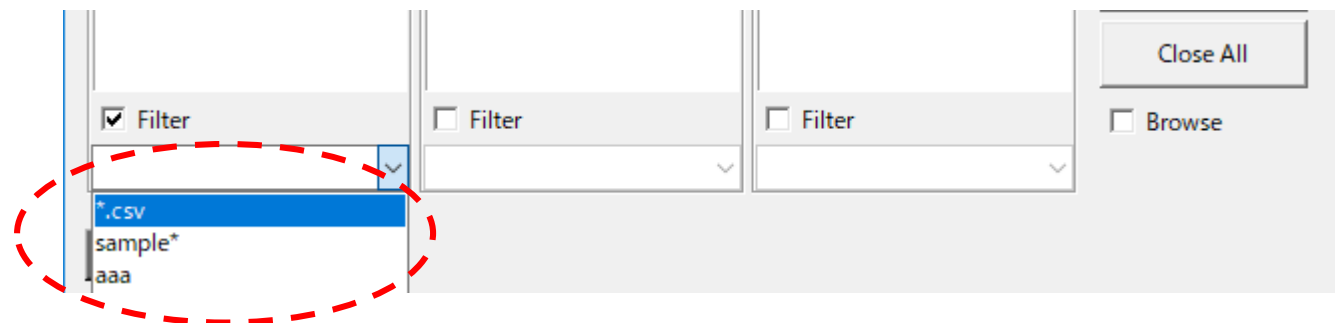 Close All
Filter
Filter
Filter
Browse
*.csv
sample*
aaa